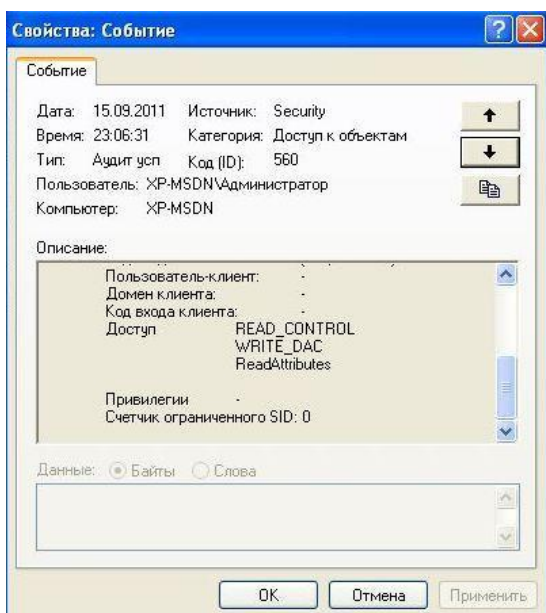 Свойства: Событие
Событие
Дата: 15.09.2011 Источник: Security
Время: 23:06:31 Категория: Доступ к объектам
Тип: Аудит усп Код (ID): 560
Пользователь: XP-MSDN\Администратор
Компьютер: XP-MSDN
Описание:
Пользователь-клиент: -
Домен клиента: -
Код входа клиента: -
Доступ READ_CONTROL
WRITE_DAC
ReadAttributes
Привилегии -
Счетчик ограниченного SID: 0
Данные: Байты Слова
OK Отмена Применить